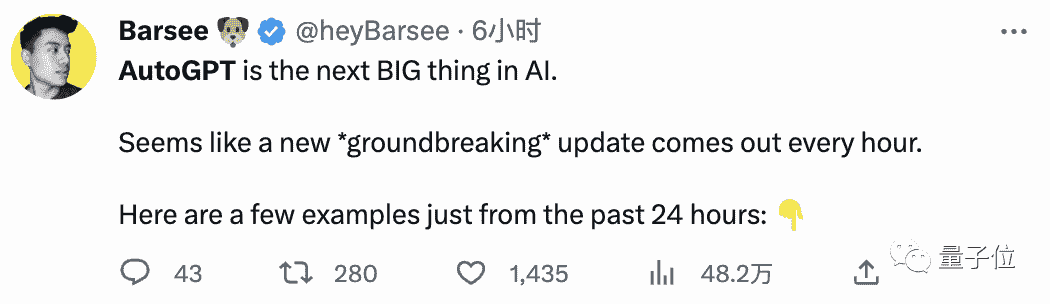 Barsee 🐶 @heyBarsee · 6小时
AutoGPT is the next BIG thing in AI.
Seems like a new *groundbreaking* update comes out every hour.
Here are a few examples just from the past 24 hours: 👇
43 280 1,435 48.2万
量子位